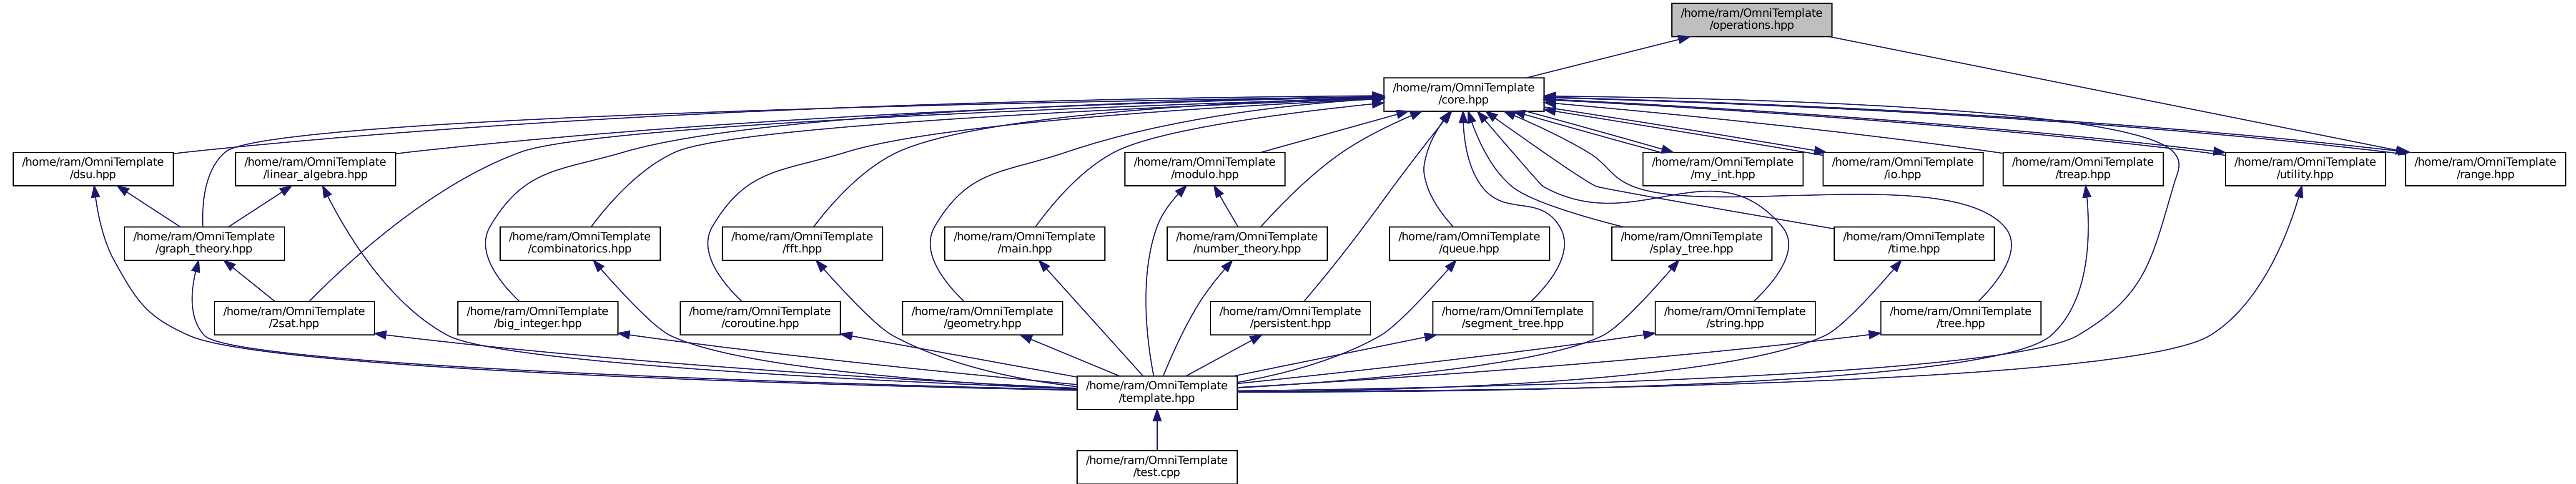 /home/ram/OmniTemplate
/operations.hpp
/home/ram/OmniTemplate
/core.hpp
/home/ram/OmniTemplate
/dsu.hpp
/home/ram/OmniTemplate
/linear_algebra.hpp
/home/ram/OmniTemplate
/modulo.hpp
/home/ram/OmniTemplate
/my_int.hpp
/home/ram/OmniTemplate
/io.hpp
/home/ram/OmniTemplate
/treap.hpp
/home/ram/OmniTemplate
/utility.hpp
/home/ram/OmniTemplate
/range.hpp
/home/ram/OmniTemplate
/graph_theory.hpp
/home/ram/OmniTemplate
/combinatorics.hpp
/home/ram/OmniTemplate
/fft.hpp
/home/ram/OmniTemplate
/main.hpp
/home/ram/OmniTemplate
/number_theory.hpp
/home/ram/OmniTemplate
/queue.hpp
/home/ram/OmniTemplate
/splay_tree.hpp
/home/ram/OmniTemplate
/time.hpp
/home/ram/OmniTemplate
/2sat.hpp
/home/ram/OmniTemplate
/big_integer.hpp
/home/ram/OmniTemplate
/coroutine.hpp
/home/ram/OmniTemplate
/geometry.hpp
/home/ram/OmniTemplate
/persistent.hpp
/home/ram/OmniTemplate
/segment_tree.hpp
/home/ram/OmniTemplate
/string.hpp
/home/ram/OmniTemplate
/tree.hpp
/home/ram/OmniTemplate
/template.hpp
/home/ram/OmniTemplate
/test.cpp